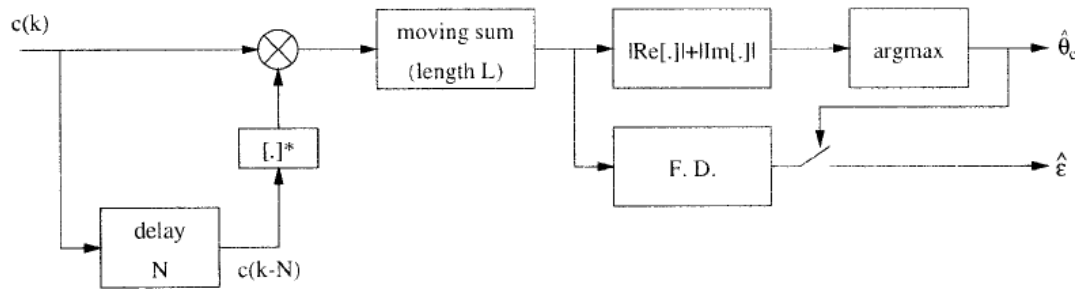 c(k)
moving sum
(length L)
|Re[.]|+|Im[.]|
argmax
θ̂c
[.]*
F. D.
ε̂
delay
N
c(k-N)